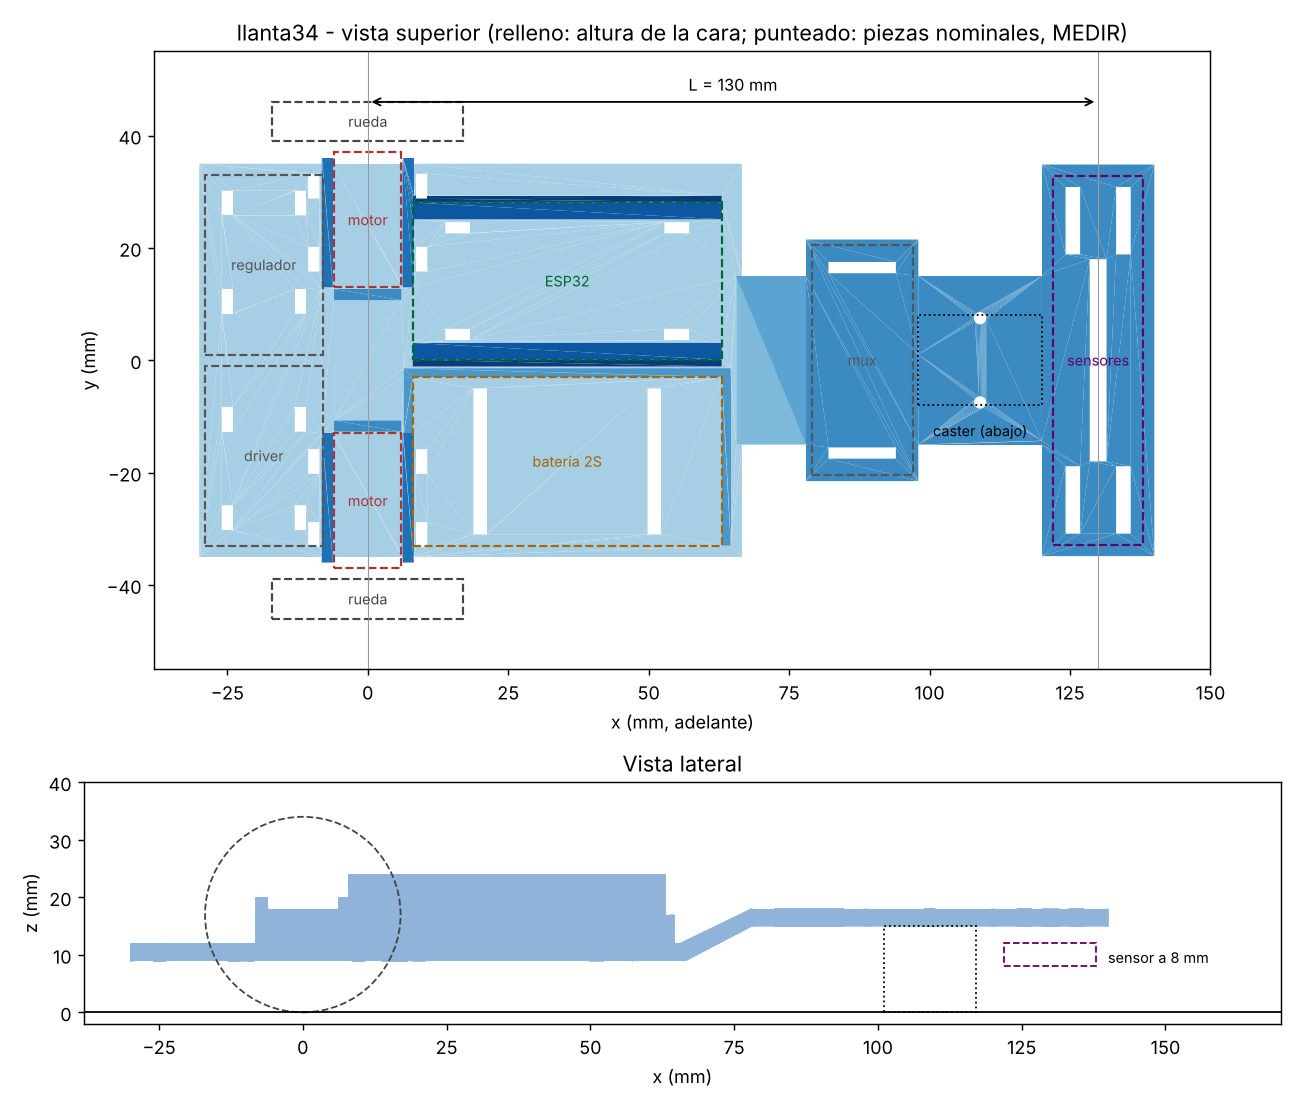 llanta34 - vista superior (relleno: altura de la cara; punteado: piezas nominales, MEDIR)
L = 130 mm
rueda
motor
regulador
ESP32
mux
sensores
caster (abajo)
driver
batería 2S
motor
rueda
40
20
0
−20
−40
y (mm)
−25 0 25 50 75 100 125 150
x (mm, adelante)
Vista lateral
40
30
20
10
0
z (mm)
sensor a 8 mm
−25 0 25 50 75 100 125 150
x (mm)